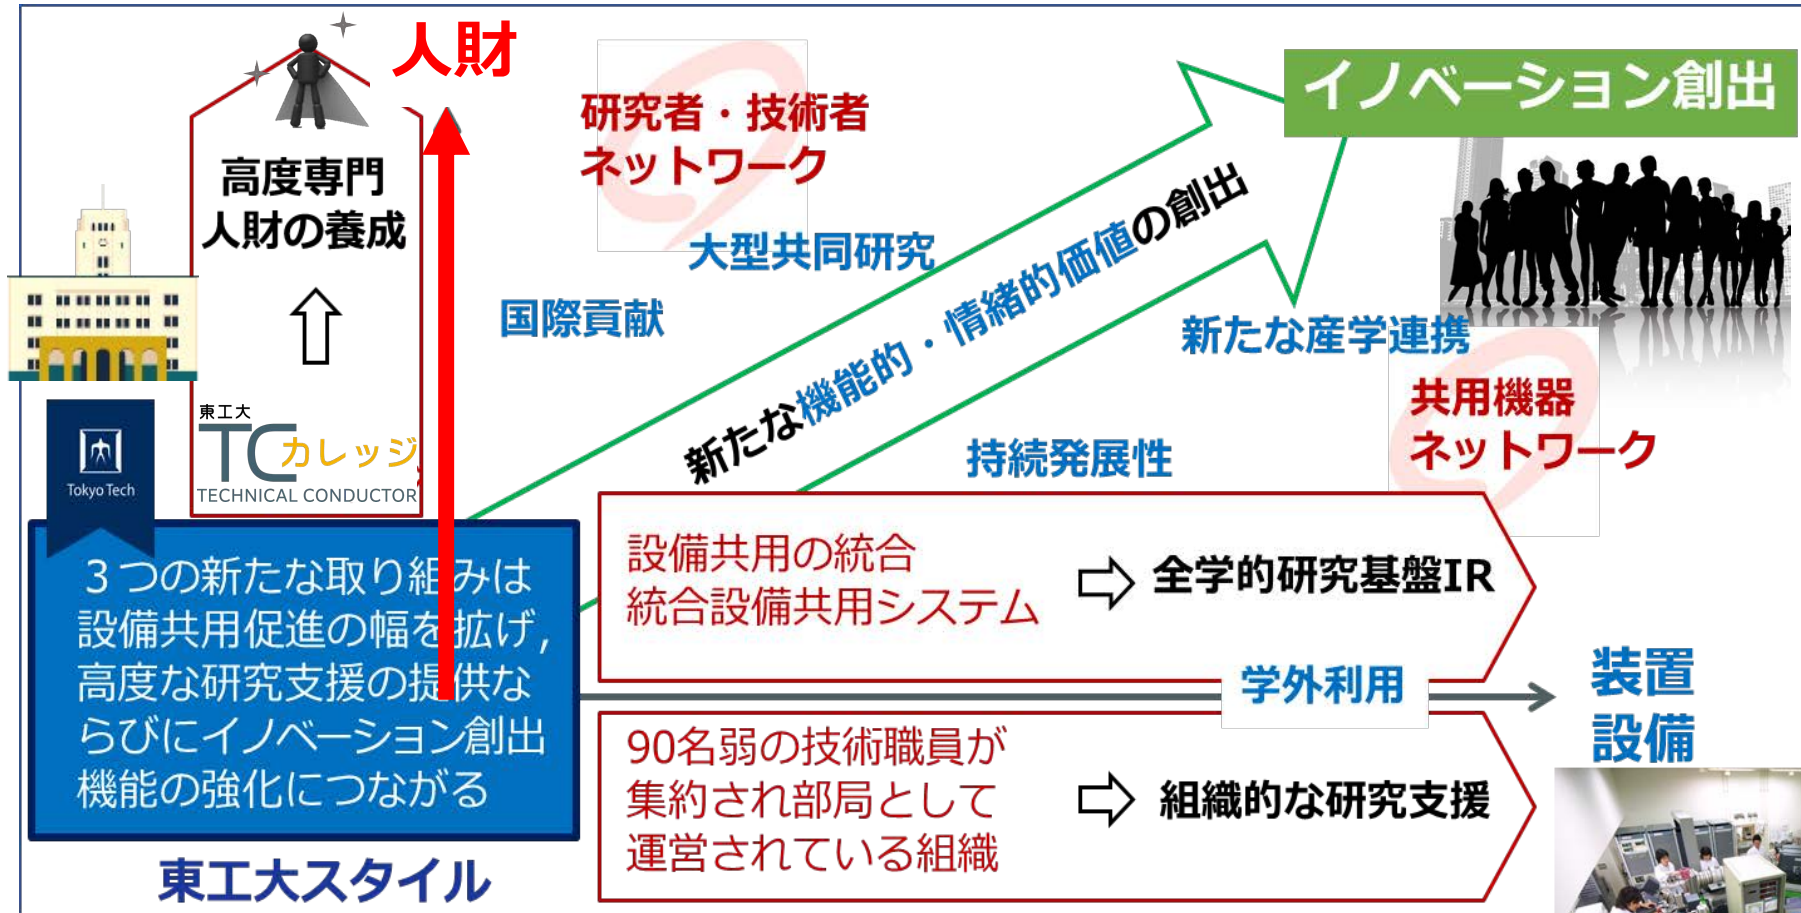 人財
イノベーション創出
研究者・技術者
ネットワーク
高度専門
人財の養成
大型共同研究
国際貢献
新たな機能的・情緒的価値の創出
新たな産学連携
共用機器
ネットワーク
持続発展性
東工大
TCカレッジ
TECHNICAL CONDUCTOR
Tokyo Tech
3つの新たな取り組みは
設備共用促進の幅を拡げ,
高度な研究支援の提供な
らびにイノベーション創出
機能の強化につながる
東工大スタイル
設備共用の統合
統合設備共用システム
全学的研究基盤IR
学外利用
装置
設備
90名弱の技術職員が
集約され部局として
運営されている組織
組織的な研究支援